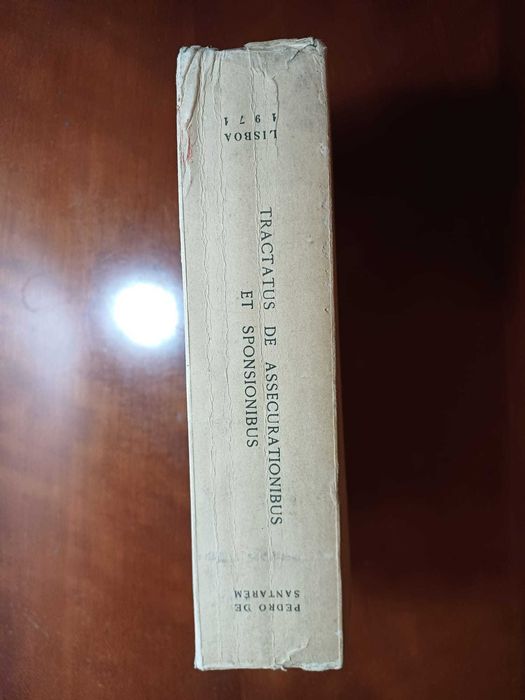 PEDRO DE
SANTARÉM
TRACTATUS DE ASSECURATIONIBUS
ET SPONSIONIBUS
LISBOA
1971